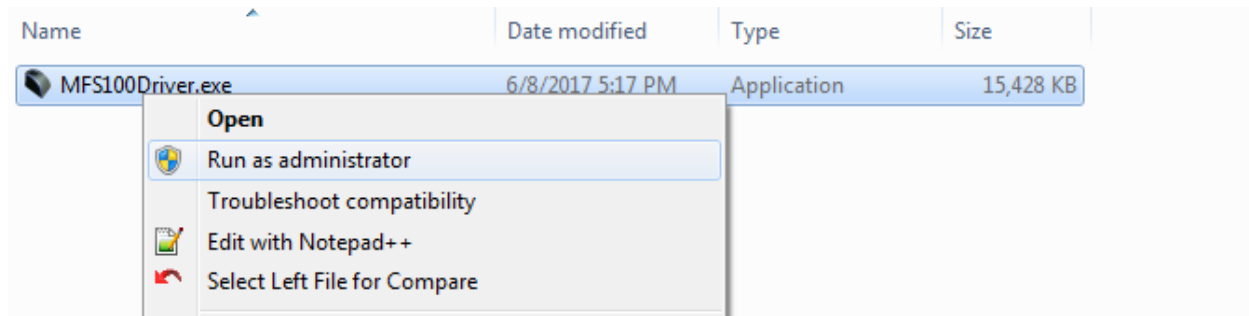 Name Date modified Type Size
MFS100Driver.exe 6/8/2017 5:17 PM Application 15,428 KB
Open
Run as administrator
Troubleshoot compatibility
Edit with Notepad++
Select Left File for Compare